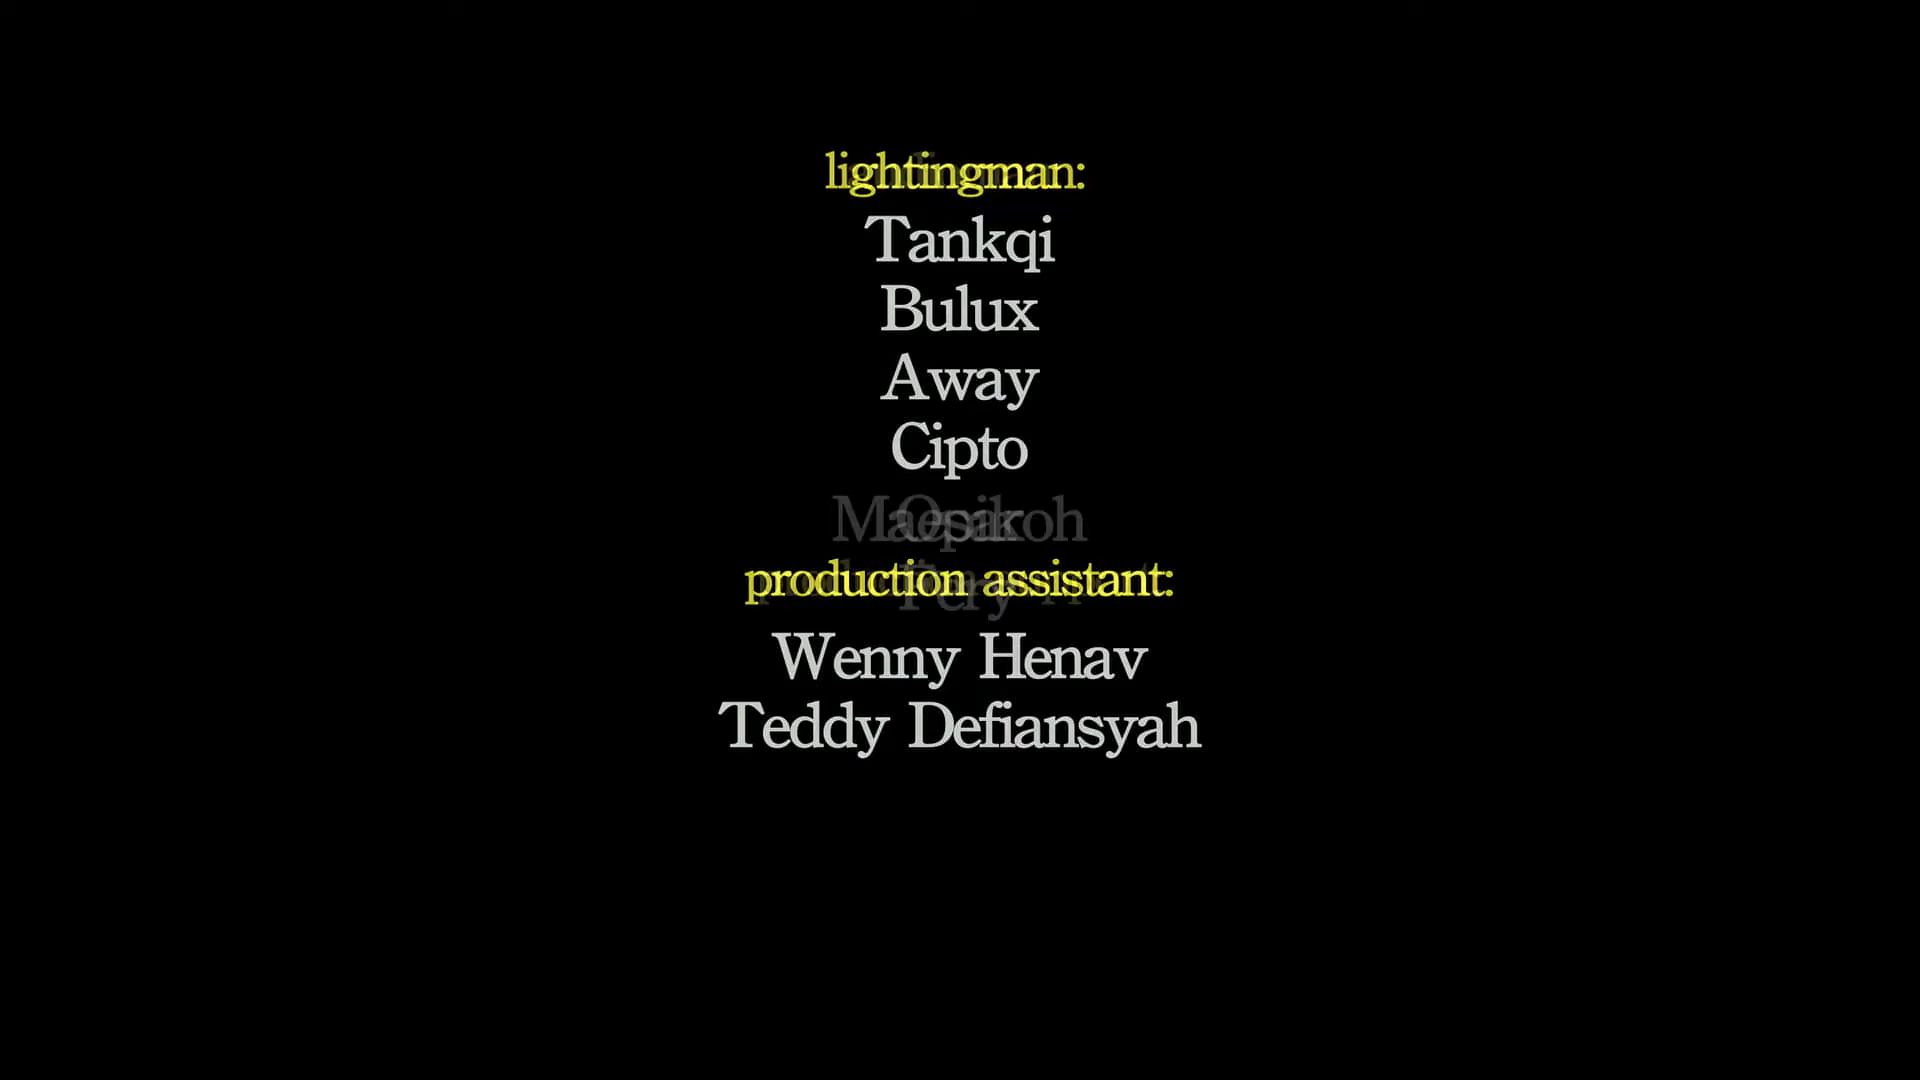 lightingman:
Tankqi
Bulux
Away
Cipto
production assistant:
Wenny Henav
Teddy Defiansyah